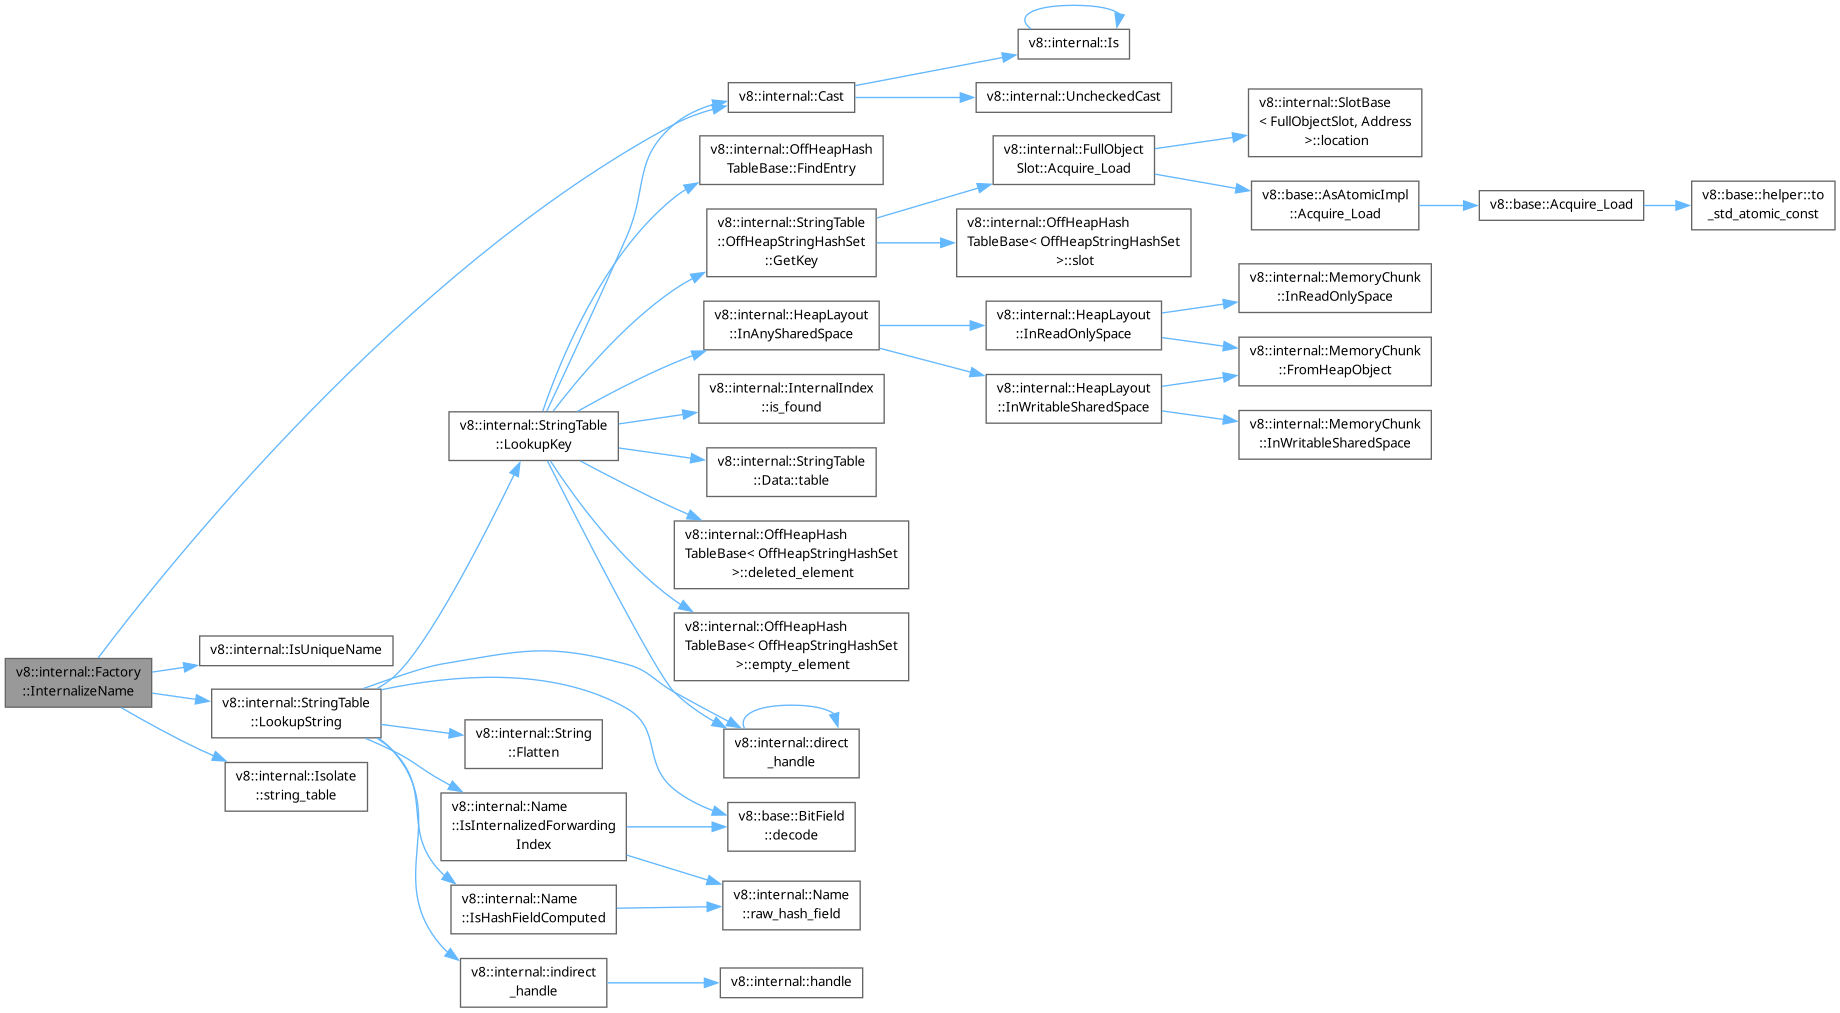 v8::internal::Is
v8::internal::Cast
v8::internal::UncheckedCast
v8::internal::SlotBase
< FullObjectSlot, Address
>::location
v8::internal::OffHeapHash
TableBase::FindEntry
v8::internal::FullObject
Slot::Acquire_Load
v8::base::AsAtomicImpl
::Acquire_Load
v8::base::Acquire_Load
v8::base::helper::to
_std_atomic_const
v8::internal::StringTable
::OffHeapStringHashSet
::GetKey
v8::internal::OffHeapHash
TableBase< OffHeapStringHashSet
>::slot
v8::internal::MemoryChunk
::InReadOnlySpace
v8::internal::HeapLayout
::InAnySharedSpace
v8::internal::HeapLayout
::InReadOnlySpace
v8::internal::MemoryChunk
::FromHeapObject
v8::internal::InternalIndex
::is_found
v8::internal::HeapLayout
::InWritableSharedSpace
v8::internal::StringTable
::LookupKey
v8::internal::MemoryChunk
::InWritableSharedSpace
v8::internal::StringTable
::Data::table
v8::internal::OffHeapHash
TableBase< OffHeapStringHashSet
>::deleted_element
v8::internal::OffHeapHash
TableBase< OffHeapStringHashSet
>::empty_element
v8::internal::IsUniqueName
v8::internal::Factory
::InternalizeName
v8::internal::StringTable
::LookupString
v8::internal::String
::Flatten
v8::internal::direct
_handle
v8::internal::Isolate
::string_table
v8::internal::Name
::IsInternalizedForwarding
Index
v8::base::BitField
::decode
v8::internal::Name
::IsHashFieldComputed
v8::internal::Name
::raw_hash_field
v8::internal::indirect
_handle
v8::internal::handle